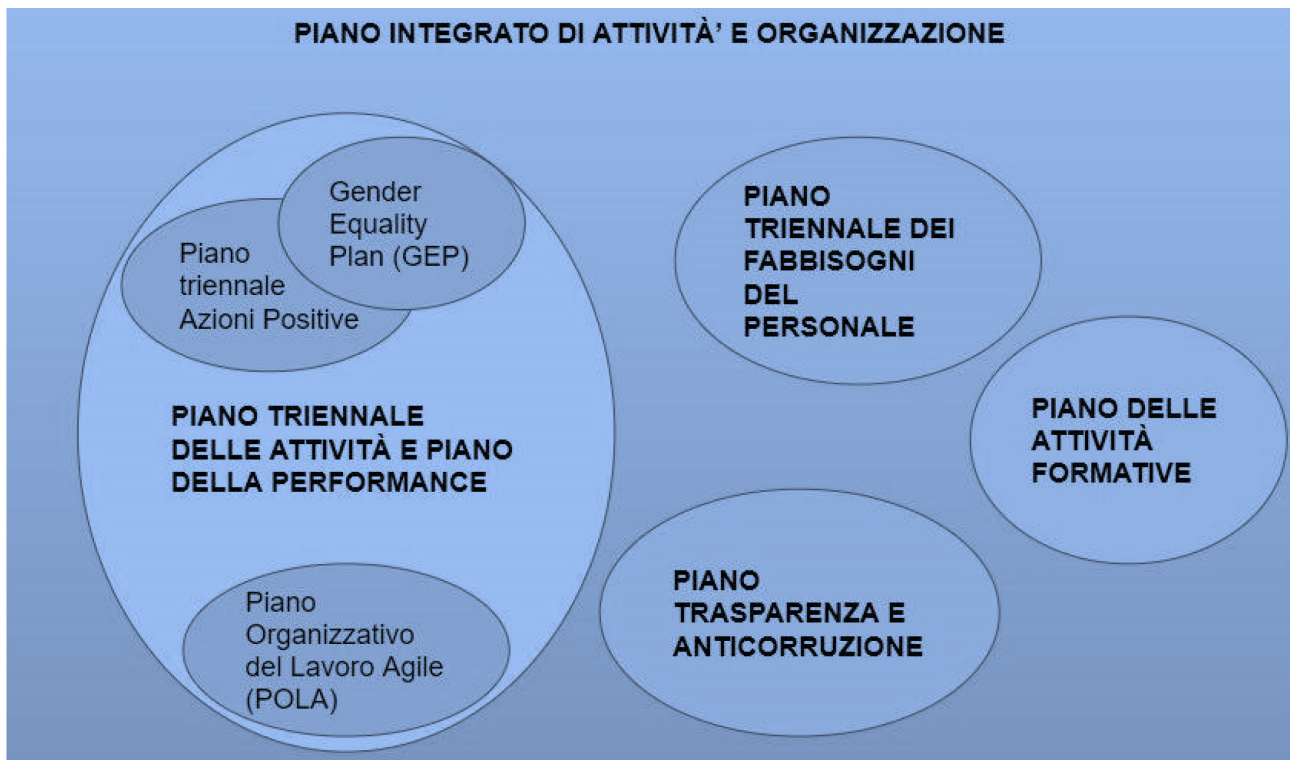 PIANO INTEGRATO DI ATTIVITÀ’ E ORGANIZZAZIONE
Gender
Equality
Plan (GEP)
Piano
triennale
Azioni Positive
PIANO TRIENNALE
DELLE ATTIVITÀ E PIANO
DELLA PERFORMANCE
Piano
Organizzativo
del Lavoro Agile
(POLA)
PIANO
TRIENNALE DEI
FABBISOGNI
DEL
PERSONALE
PIANO DELLE
ATTIVITÀ
FORMATIVE
PIANO
TRASPARENZA E
ANTICORRUZIONE